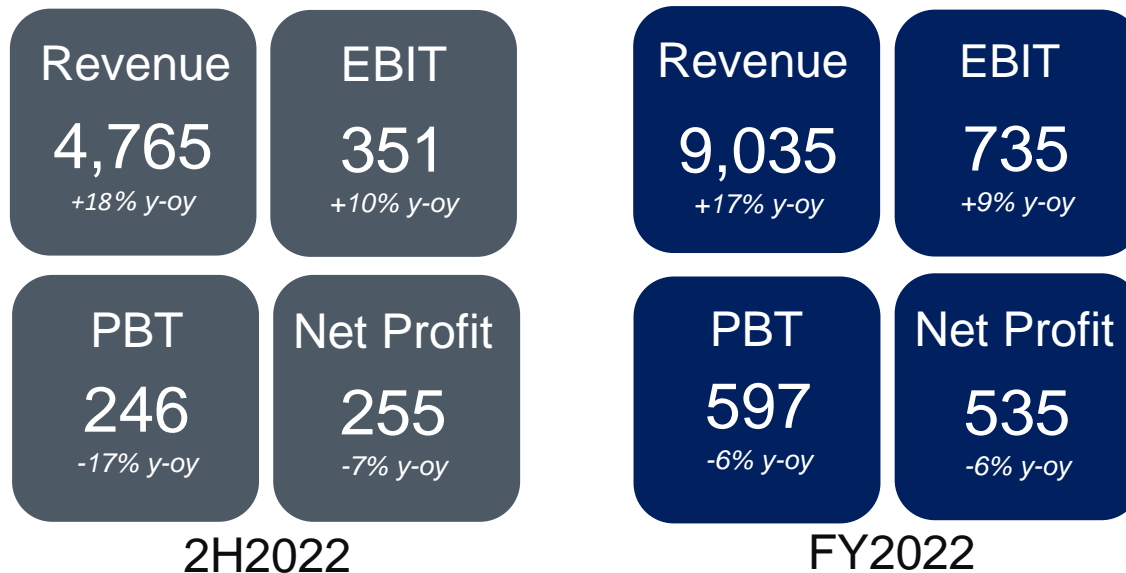 Revenue
4,765
+18% y-oy
EBIT
351
+10% y-oy
PBT
246
-17% y-oy
Net Profit
255
-7% y-oy
2H2022
Revenue
9,035
+17% y-oy
EBIT
735
+9% y-oy
PBT
597
-6% y-oy
Net Profit
535
-6% y-oy
FY2022